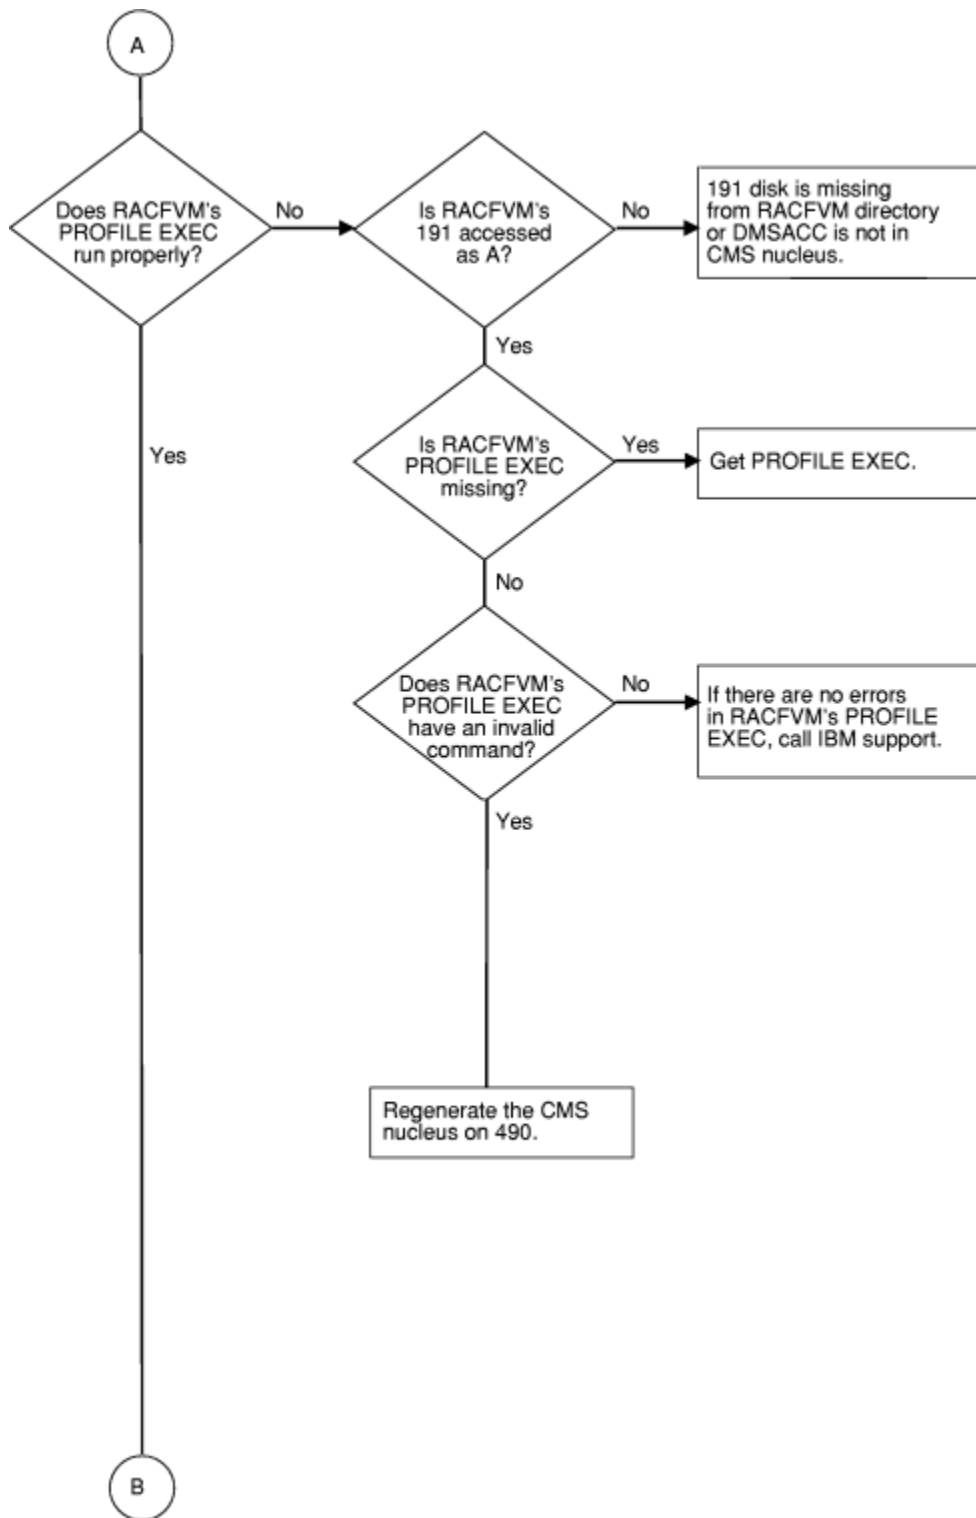 A
Does RACFVM's
PROFILE EXEC
run properly?
No
Is RACFVM's
191 accessed
as A?
No
191 disk is missing
from RACFVM directory
or DMSACC is not in
CMS nucleus.
Yes
Yes
Is RACFVM's
PROFILE EXEC
missing?
Yes
Get PROFILE EXEC.
No
Does RACFVM's
PROFILE EXEC
have an invalid
command?
No
If there are no errors
in RACFVM's PROFILE
EXEC, call IBM support.
Yes
Regenerate the CMS
nucleus on 490.
B